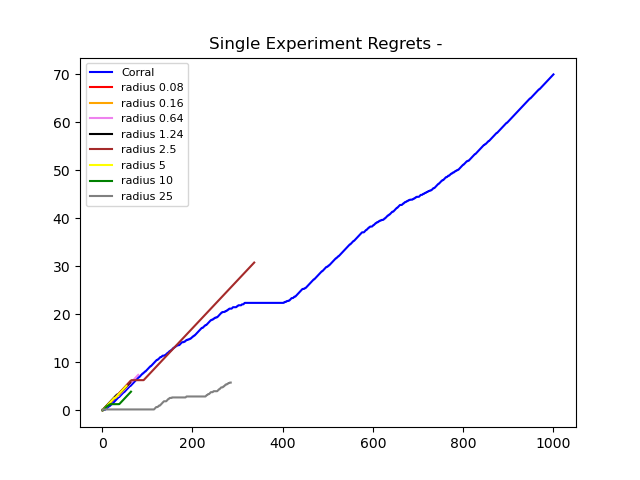 Single Experiment Regrets -
Corral
radius 0.08
radius 0.16
radius 0.64
radius 1.24
radius 2.5
radius 5
radius 10
radius 25
70
60
50
40
30
20
10
0
0 200 400 600 800 1000